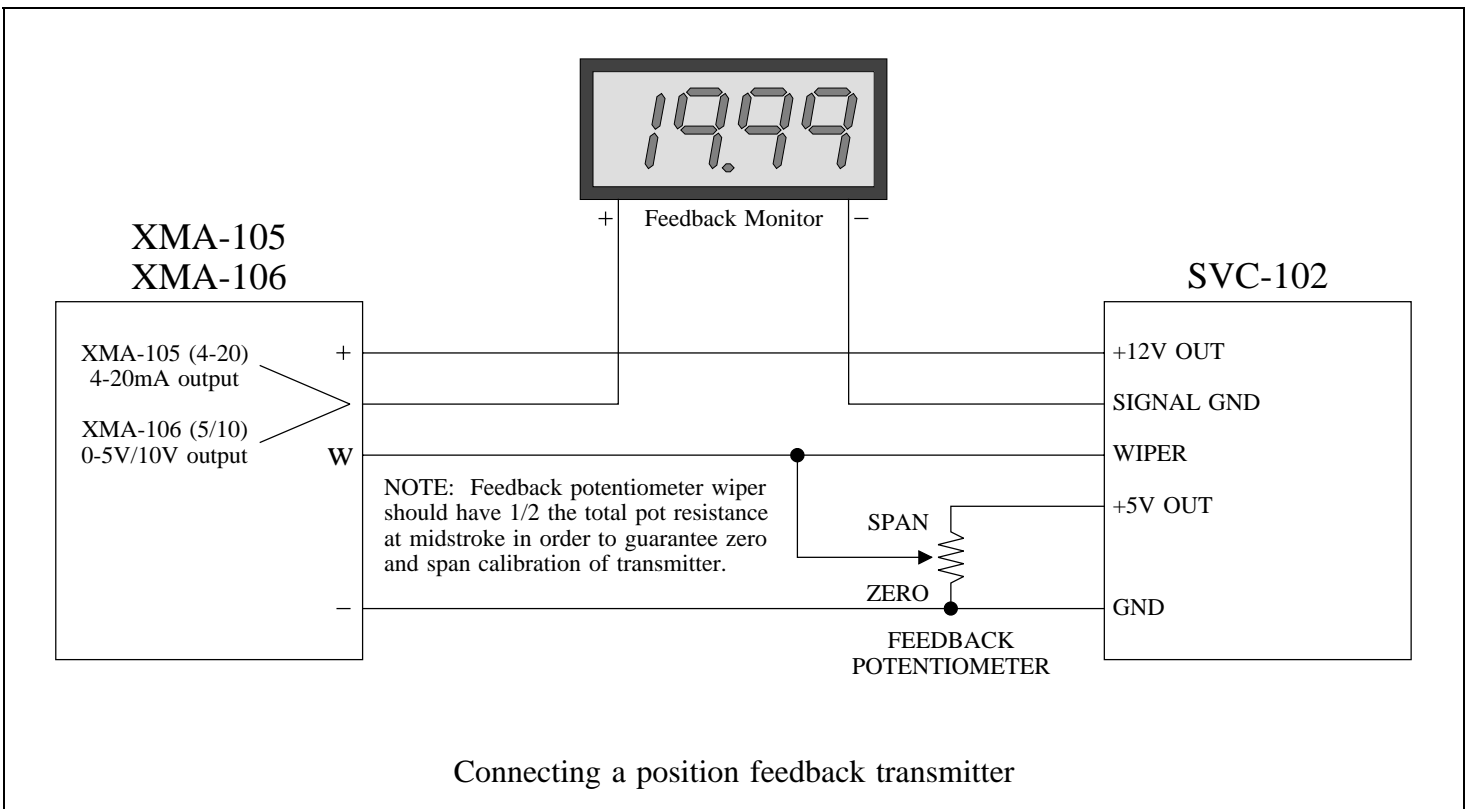 19.99
+ Feedback Monitor −
XMA-105
XMA-106
SVC-102
XMA-105 (4-20)
4-20mA output
XMA-106 (5/10)
0-5V/10V output
+
W
−
+12V OUT
SIGNAL GND
WIPER
+5V OUT
GND
NOTE: Feedback potentiometer wiper
should have 1/2 the total pot resistance
at midstroke in order to guarantee zero
and span calibration of transmitter.
SPAN
ZERO
FEEDBACK
POTENTIOMETER
Connecting a position feedback transmitter